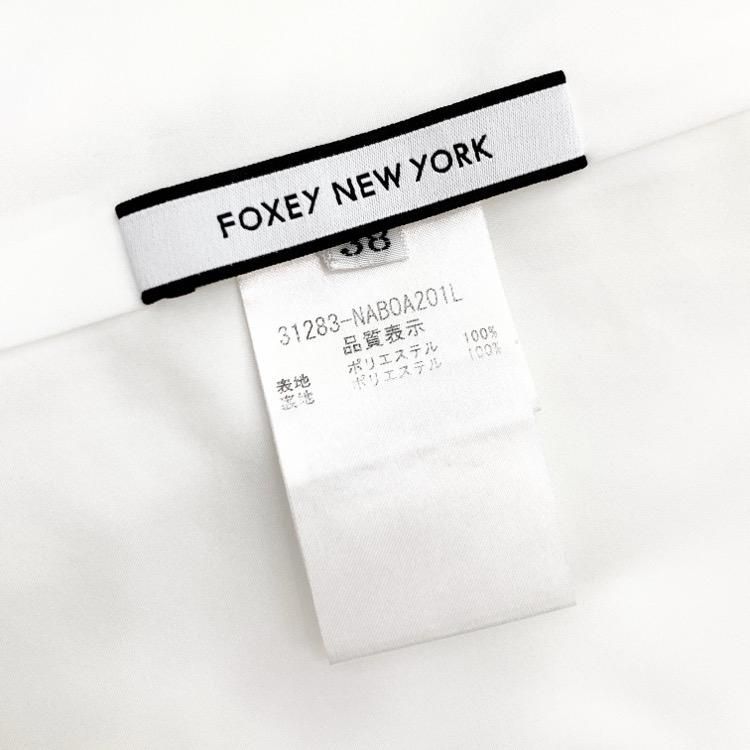 FOXEY NEW YORK
38
31283-NABOA201L
品質表示
表地 ポリエステル 100%
裏地 ポリエステル 100%